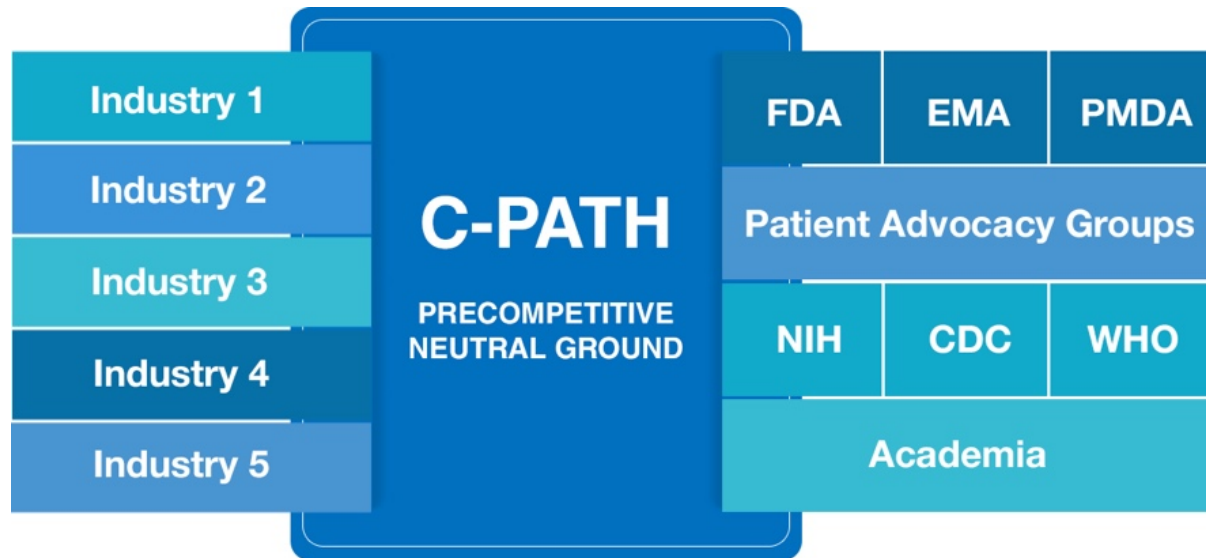 Industry 1
Industry 2
Industry 3
Industry 4
Industry 5
C-PATH
PRECOMPETITIVE
NEUTRAL GROUND
FDA EMA PMDA
Patient Advocacy Groups
NIH CDC WHO
Academia